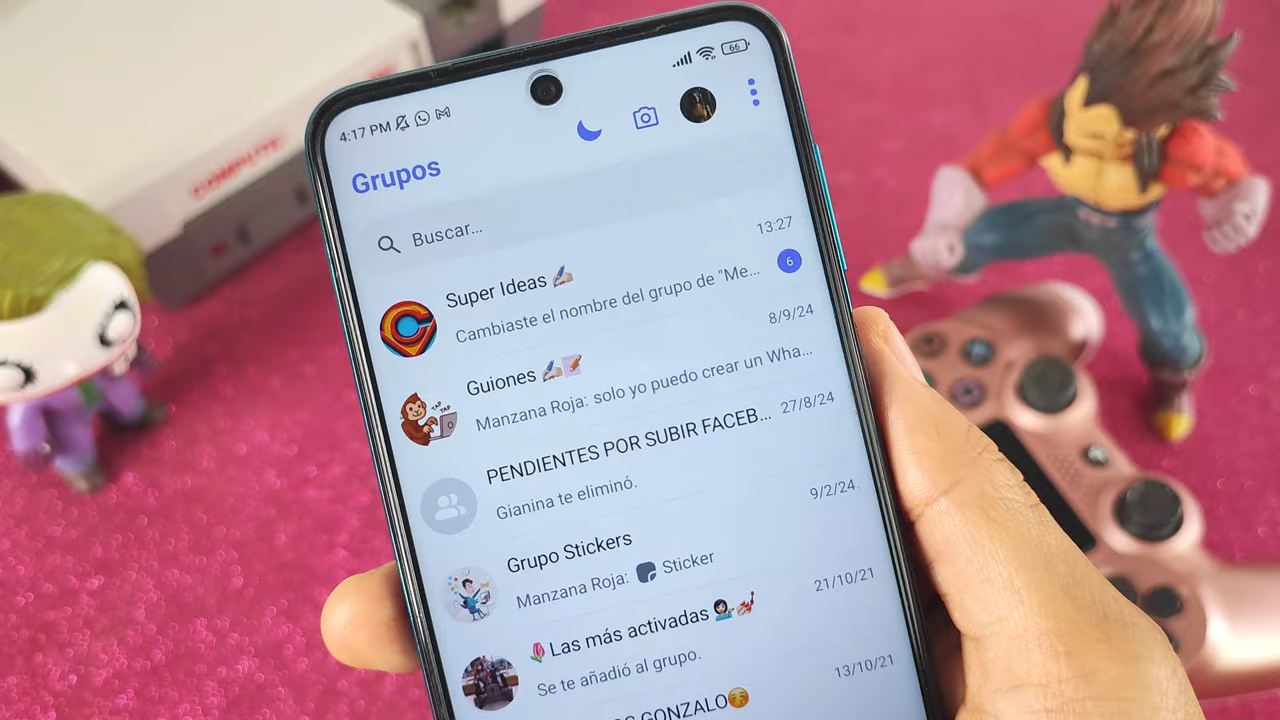 COMPUTE
4:17 PM
66
Grupos
Buscar...
Super Ideas ✍🏻
13:27
Cambiaste el nombre del grupo de "Me...
6
Guiones ✍🏻📝
8/9/24
Manzana Roja: solo yo puedo crear un Wha...
TAP TAP
PENDIENTES POR SUBIR FACEB...
27/8/24
Gianina te eliminó.
Grupo Stickers
9/2/24
Manzana Roja: Sticker
🌷Las más activadas 💁🏻‍♀️💅🏻
21/10/21
Se te añadió al grupo.
GONZALO😚
13/10/21